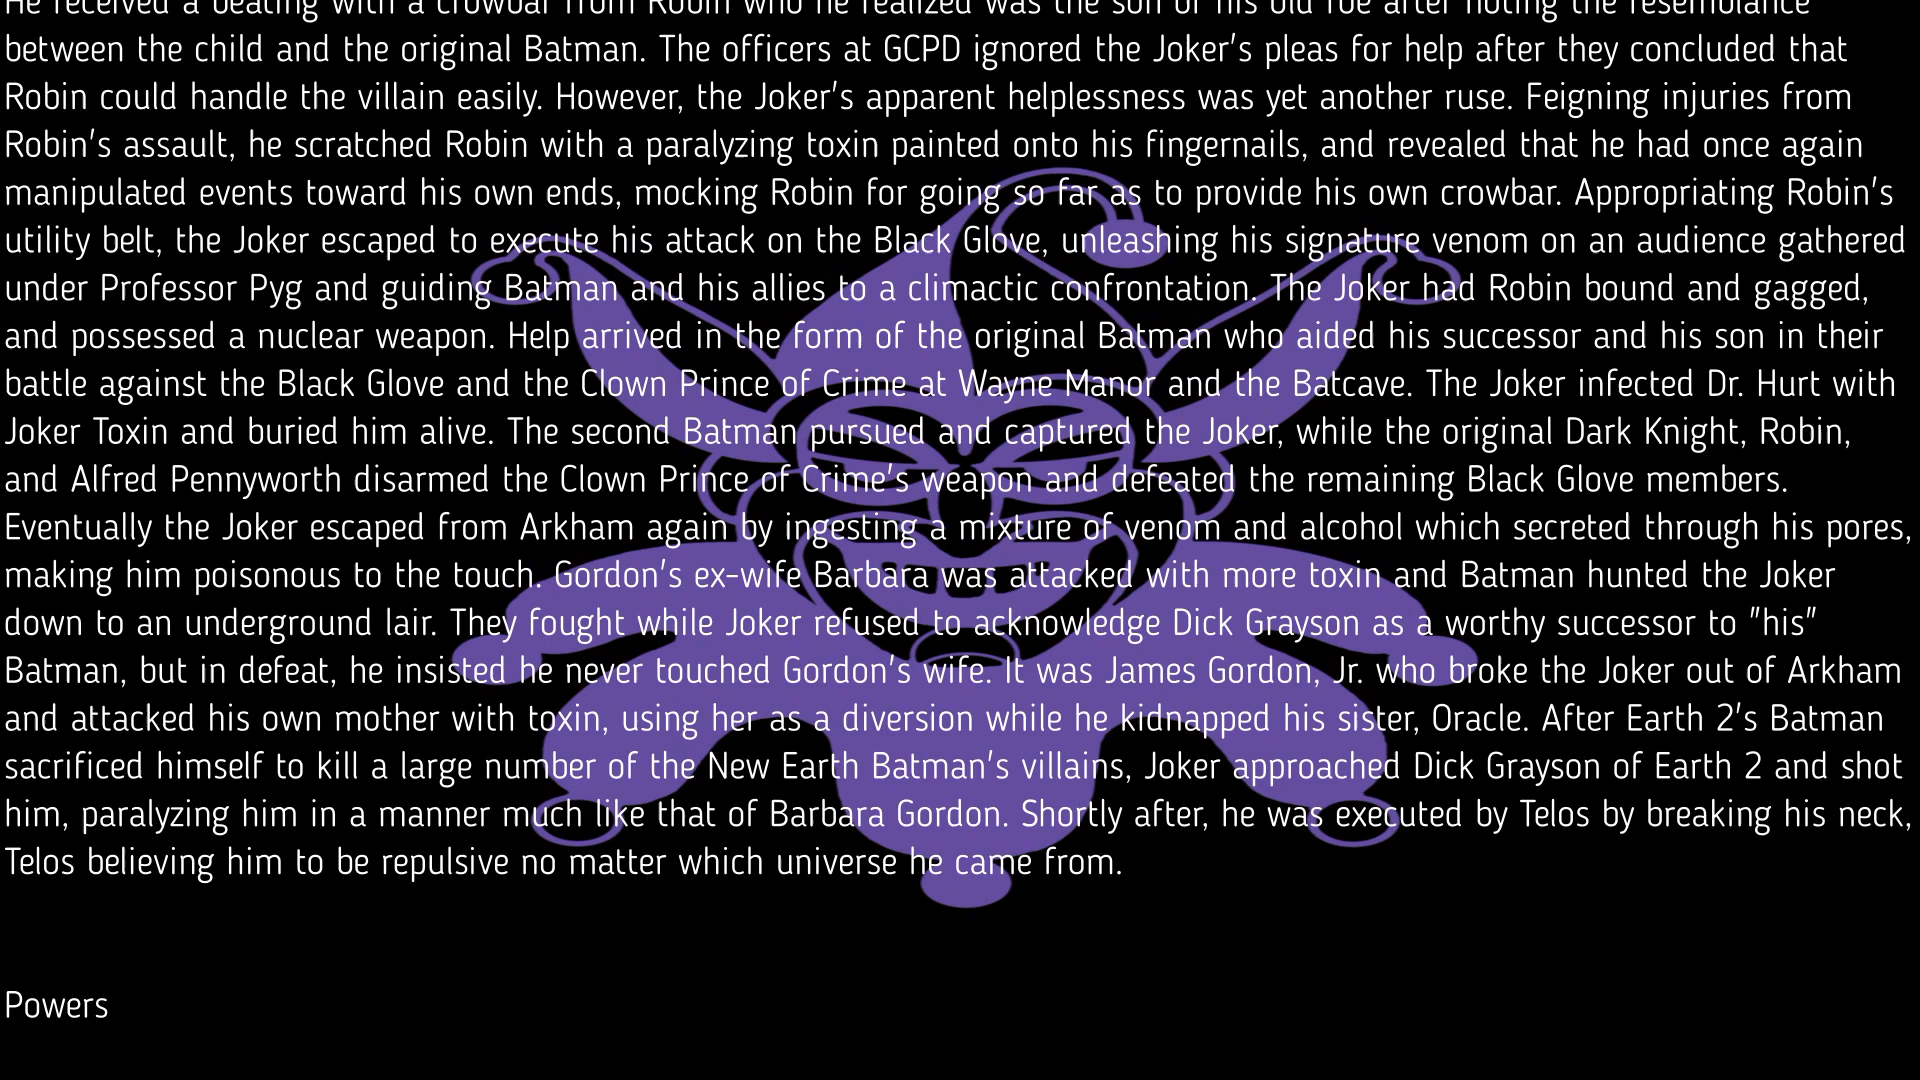 He received a beating with a crowbar from Robin who he realized was the son of his old foe after noting the resemblance
between the child and the original Batman. The officers at GCPD ignored the Joker's pleas for help after they concluded that
Robin could handle the villain easily. However, the Joker's apparent helplessness was yet another ruse. Feigning injuries from
Robin's assault, he scratched Robin with a paralyzing toxin painted onto his fingernails, and revealed that he had once again
manipulated events toward his own ends, mocking Robin for going so far as to provide his own crowbar. Appropriating Robin's
utility belt, the Joker escaped to execute his attack on the Black Glove, unleashing his signature venom on an audience gathered
under Professor Pyg and guiding Batman and his allies to a climactic confrontation. The Joker had Robin bound and gagged,
and possessed a nuclear weapon. Help arrived in the form of the original Batman who aided his successor and his son in their
battle against the Black Glove and the Clown Prince of Crime at Wayne Manor and the Batcave. The Joker infected Dr. Hurt with
Joker Toxin and buried him alive. The second Batman pursued and captured the Joker, while the original Dark Knight, Robin,
and Alfred Pennyworth disarmed the Clown Prince of Crime's weapon and defeated the remaining Black Glove members.
Eventually the Joker escaped from Arkham again by ingesting a mixture of venom and alcohol which secreted through his pores,
making him poisonous to the touch. Gordon's ex-wife Barbara was attacked with more toxin and Batman hunted the Joker
down to an underground lair. They fought while Joker refused to acknowledge Dick Grayson as a worthy successor to "his"
Batman, but in defeat, he insisted he never touched Gordon's wife. It was James Gordon, Jr. who broke the Joker out of Arkham
and attacked his own mother with toxin, using her as a diversion while he kidnapped his sister, Oracle. After Earth 2's Batman
sacrificed himself to kill a large number of the New Earth Batman's villains, Joker approached Dick Grayson of Earth 2 and shot
him, paralyzing him in a manner much like that of Barbara Gordon. Shortly after, he was executed by Telos by breaking his neck,
Telos believing him to be repulsive no matter which universe he came from.
Powers